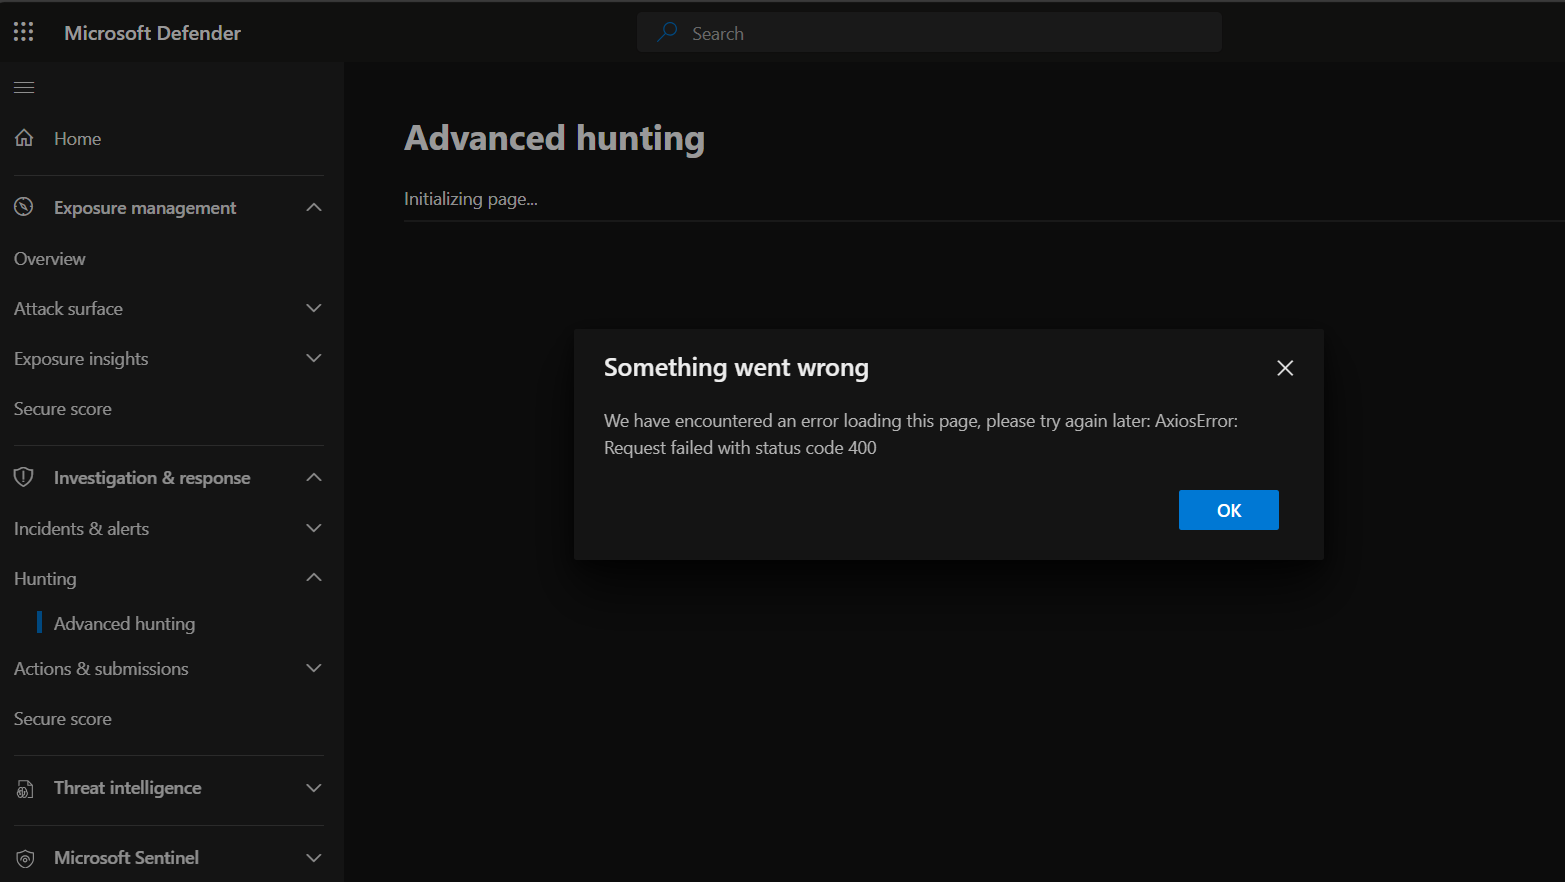 Microsoft Defender
Search
Home
Exposure management
Overview
Attack surface
Exposure insights
Secure score
Investigation & response
Incidents & alerts
Hunting
Advanced hunting
Actions & submissions
Secure score
Threat intelligence
Microsoft Sentinel
Advanced hunting
Initializing page...
Something went wrong
We have encountered an error loading this page, please try again later: AxiosError:
Request failed with status code 400
OK